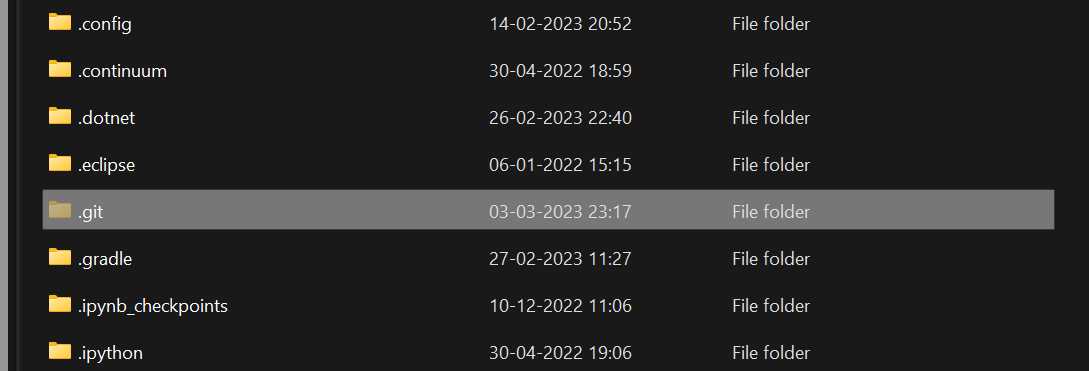 .config 14-02-2023 20:52 File folder
.continuum 30-04-2022 18:59 File folder
.dotnet 26-02-2023 22:40 File folder
.eclipse 06-01-2022 15:15 File folder
.git 03-03-2023 23:17 File folder
.gradle 27-02-2023 11:27 File folder
.ipynb_checkpoints 10-12-2022 11:06 File folder
.ipython 30-04-2022 19:06 File folder